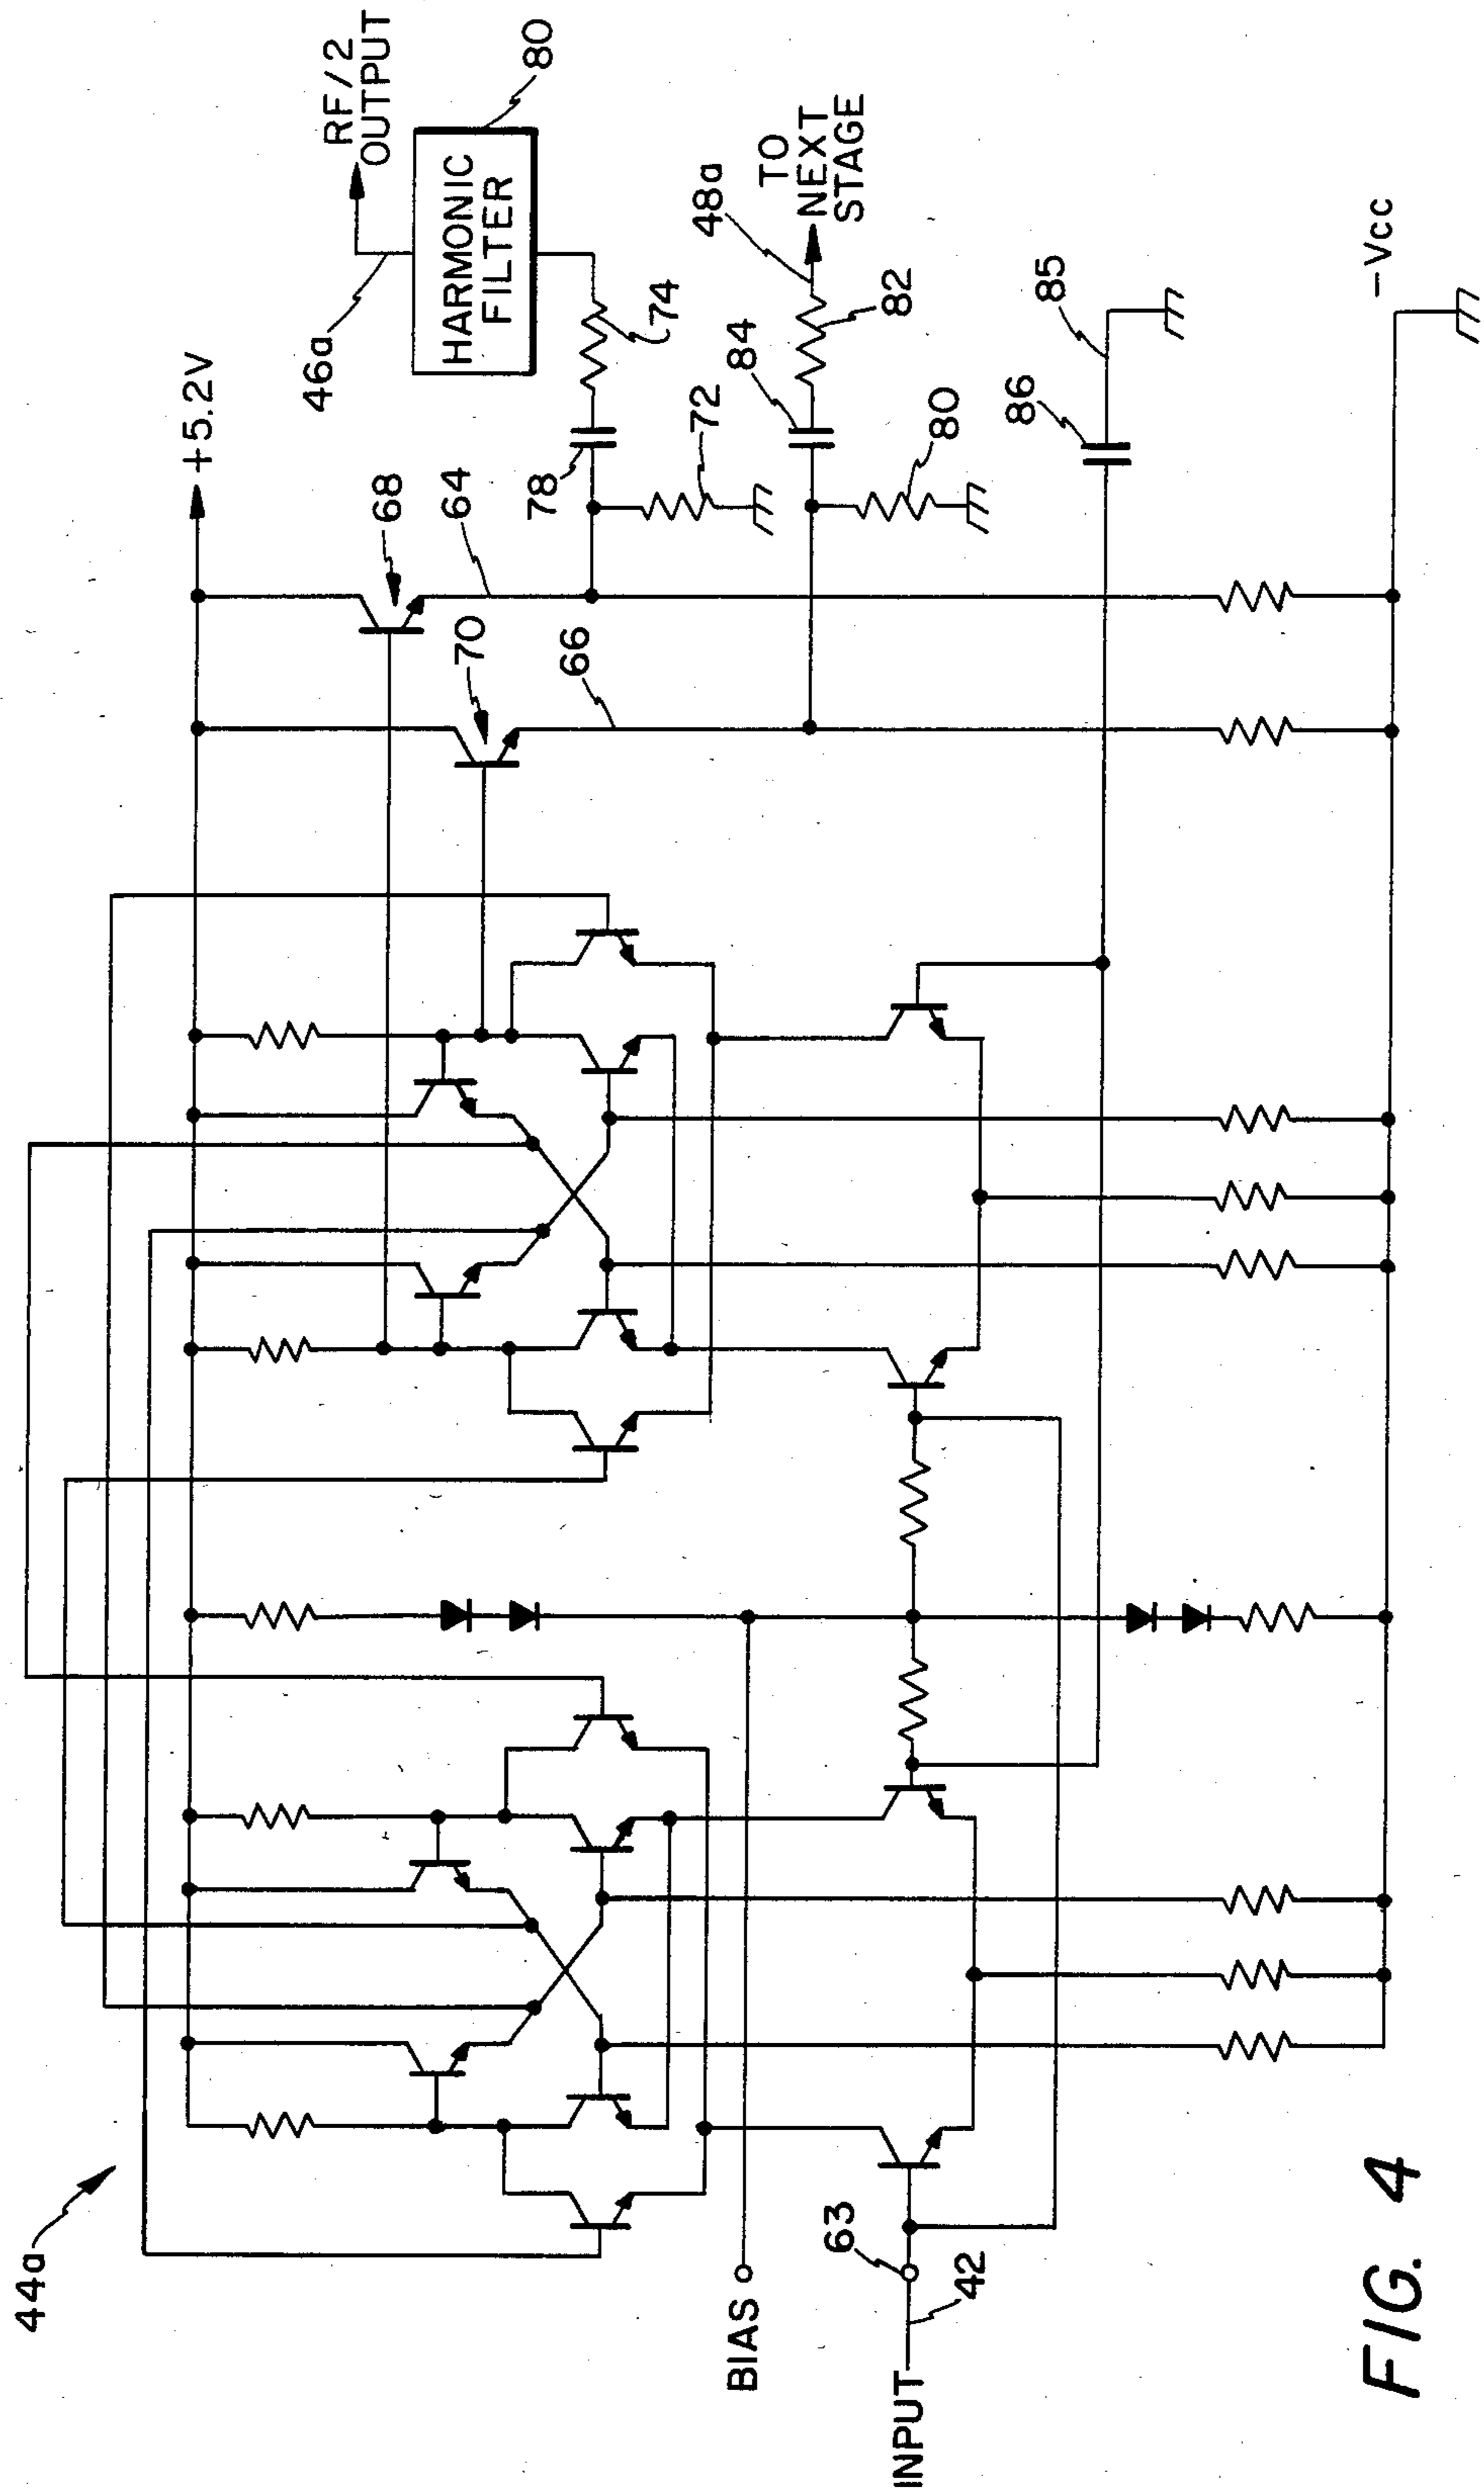 44a
+5.2V
46a
RF/2
OUTPUT
HARMONIC
FILTER
80
68
64
78
74
72
70
66
48a
TO
NEXT
STAGE
84
82
80
86
85
BIAS
63
INPUT
42
-Vcc
FIG. 4